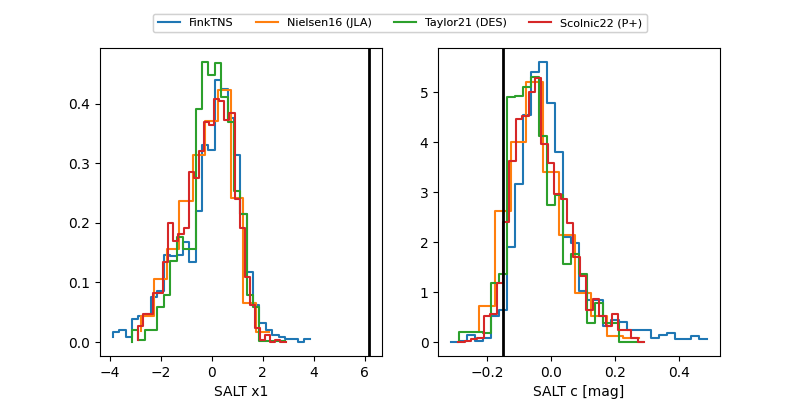 FinkTNS Nielsen16 (JLA) Taylor21 (DES) Scolnic22 (P+)
0.4
0.3
0.2
0.1
0.0
−4 −2 0 2 4 6
SALT x1
5
4
3
2
1
0
−0.2 0.0 0.2 0.4
SALT c [mag]